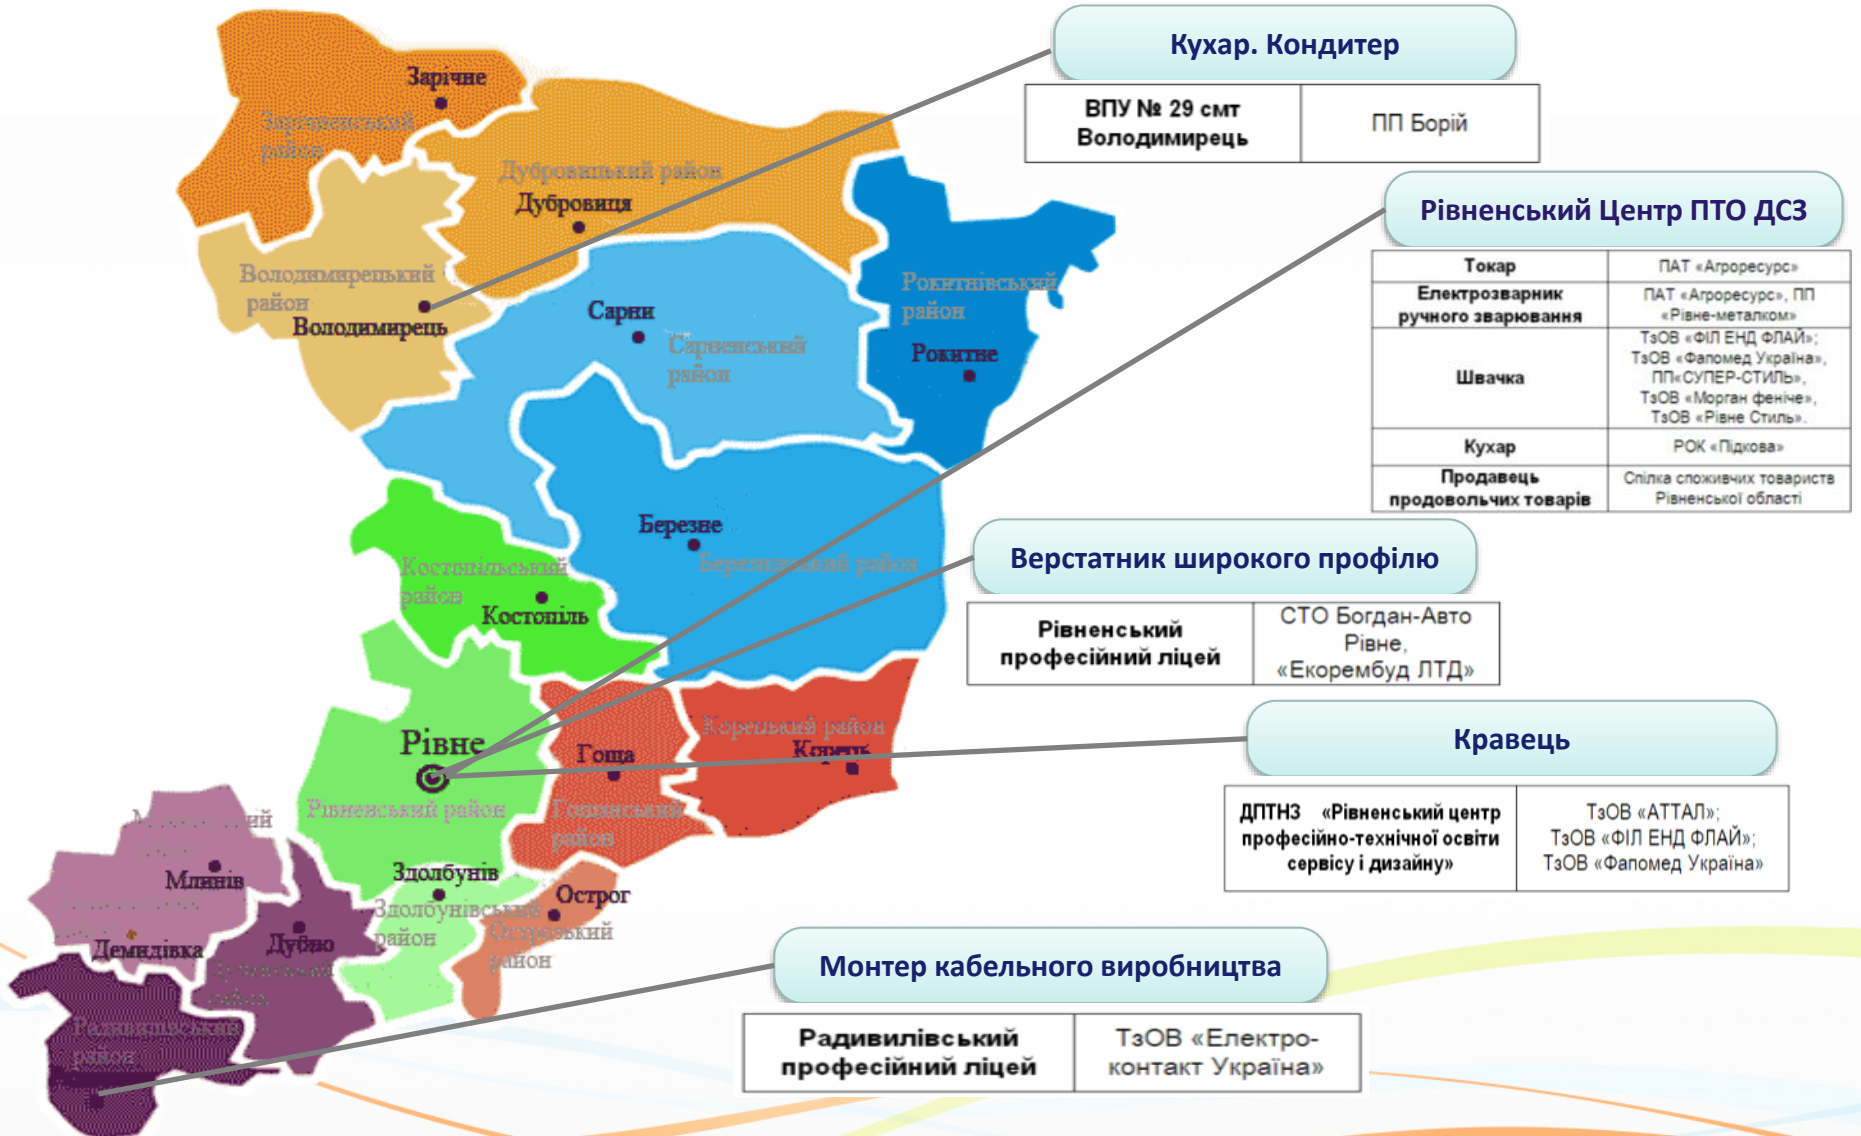 Кухар. Кондитер
ВПУ № 29 смт
Володимирець
ПП Борій
Рівненський Центр ПТО ДСЗ
Токар
ПАТ «Агроресурс»
Електрозварник
ручного зварювання
ПАТ «Агроресурс», ПП
«Рівне-металком»
Швачка
ТзОВ «ФІЛ ЕНД ФЛАЙ»;
ТзОВ «Фапомед Україна»,
ПП«СУПЕР-СТИЛЬ»,
ТзОВ «Морган феніче»,
ТзОВ «Рівне Стиль».
Кухар
РОК «Підкова»
Продавець
продовольчих товарів
Спілка споживчих товариств
Рівненської області
Верстатник широкого профілю
Рівненський
професійний ліцей
СТО Богдан-Авто
Рівне,
«Екорембуд ЛТД»
Кравець
ДПТНЗ «Рівненський центр
професійно-технічної освіти
сервісу і дизайну»
ТзОВ «АТТАЛ»;
ТзОВ «ФІЛ ЕНД ФЛАЙ»;
ТзОВ «Фапомед Україна»
Монтер кабельного виробництва
Радивилівський
професійний ліцей
ТзОВ «Електро-
контакт Україна»
Зарічне
Зарічненський
район
Дубровицький район
Дубровиця
Володимирецький
район
Володимирець
Сарни
Сарненський
район
Рокитнівський
район
Рокитне
Березне
Березнівський район
Костопільський
район
Костопіль
Рівне
Рівненський район
Гоща
Гощанський
район
Корецький район
Корець
Млинів
Демидівка
Дубно
район
Здолбунів
Здолбунівський
район
Острог
Острозький
район
Радивилівський
район